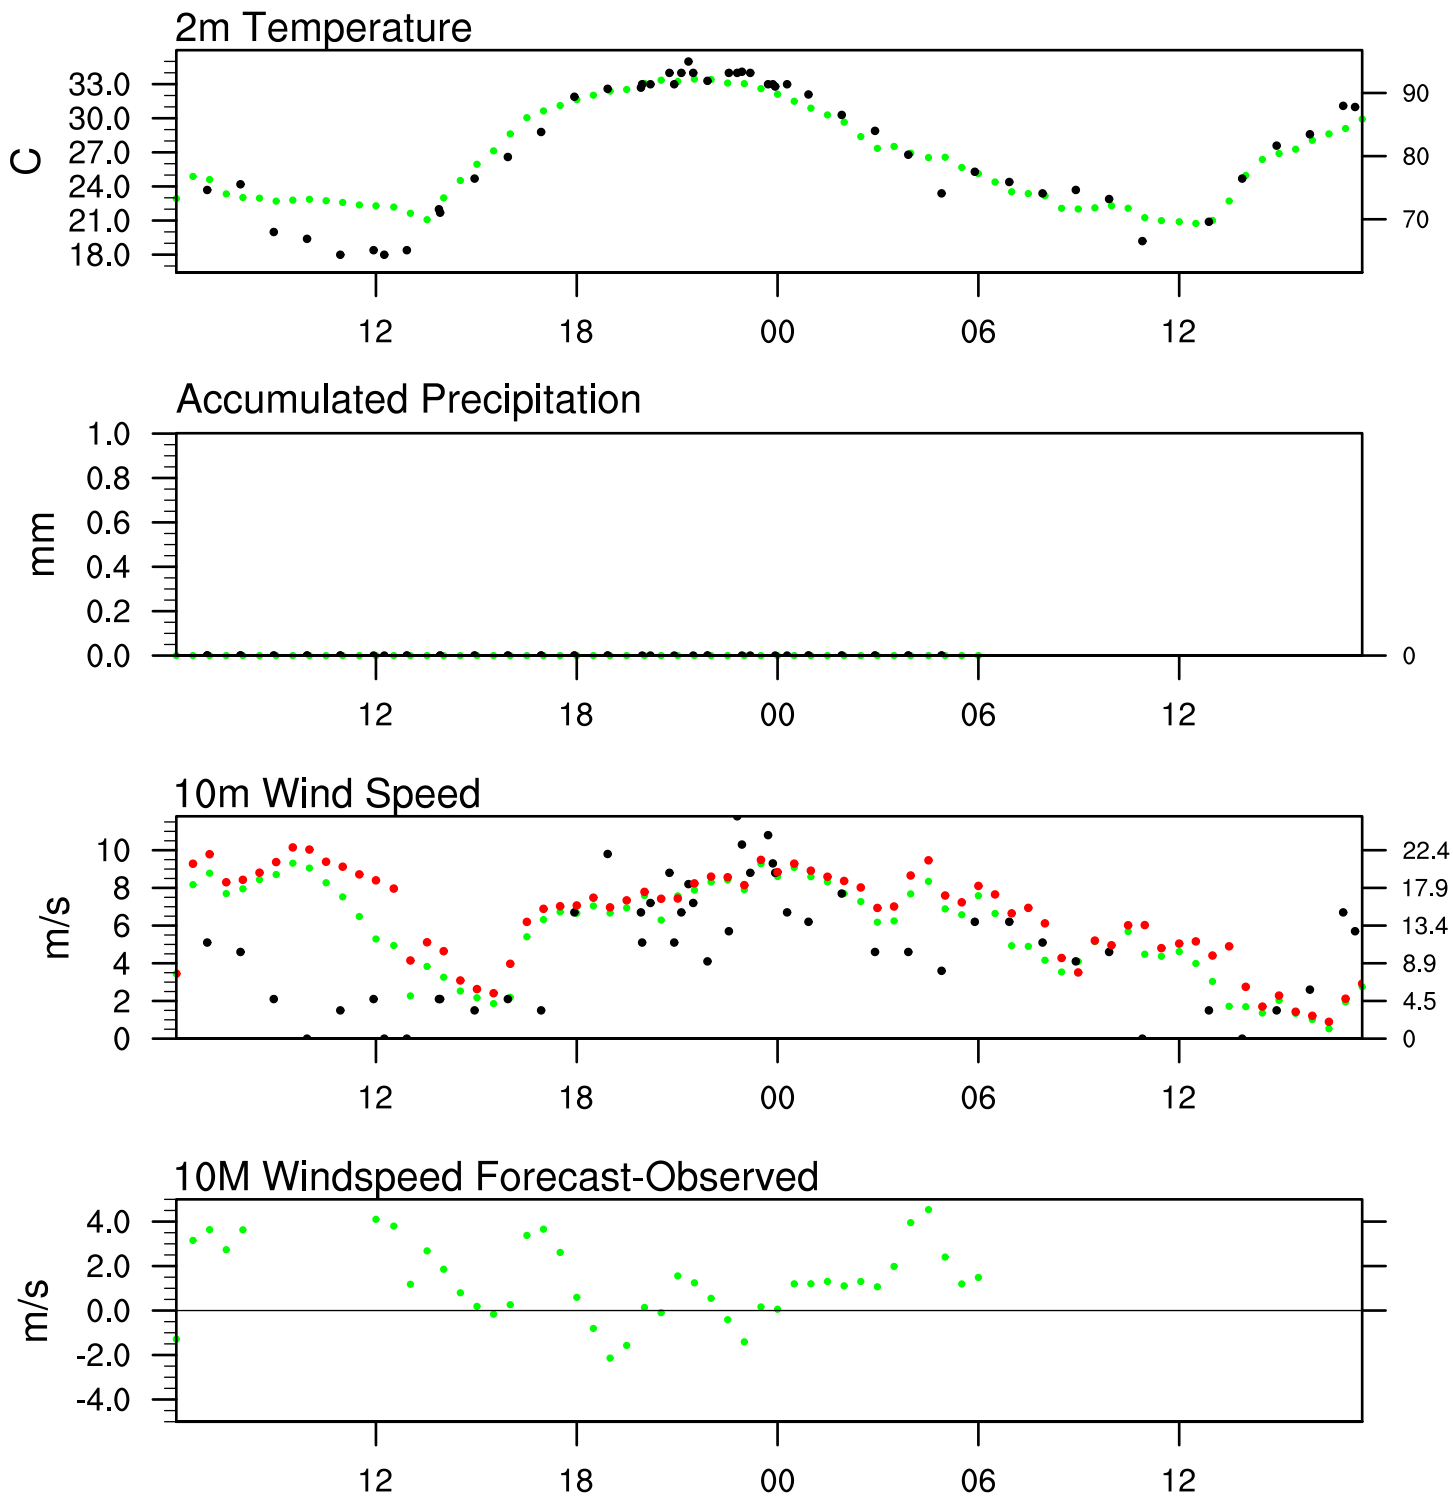 2m Temperature
C
33.0
30.0
27.0
24.0
21.0
18.0
90
80
70
12 18 00 06 12
Accumulated Precipitation
mm
1.0
0.8
0.6
0.4
0.2
0.0
0
12 18 00 06 12
10m Wind Speed
m/s
10
8
6
4
2
0
22.4
17.9
13.4
8.9
4.5
0
12 18 00 06 12
10M Windspeed Forecast-Observed
m/s
4.0
2.0
0.0
-2.0
-4.0
12 18 00 06 12